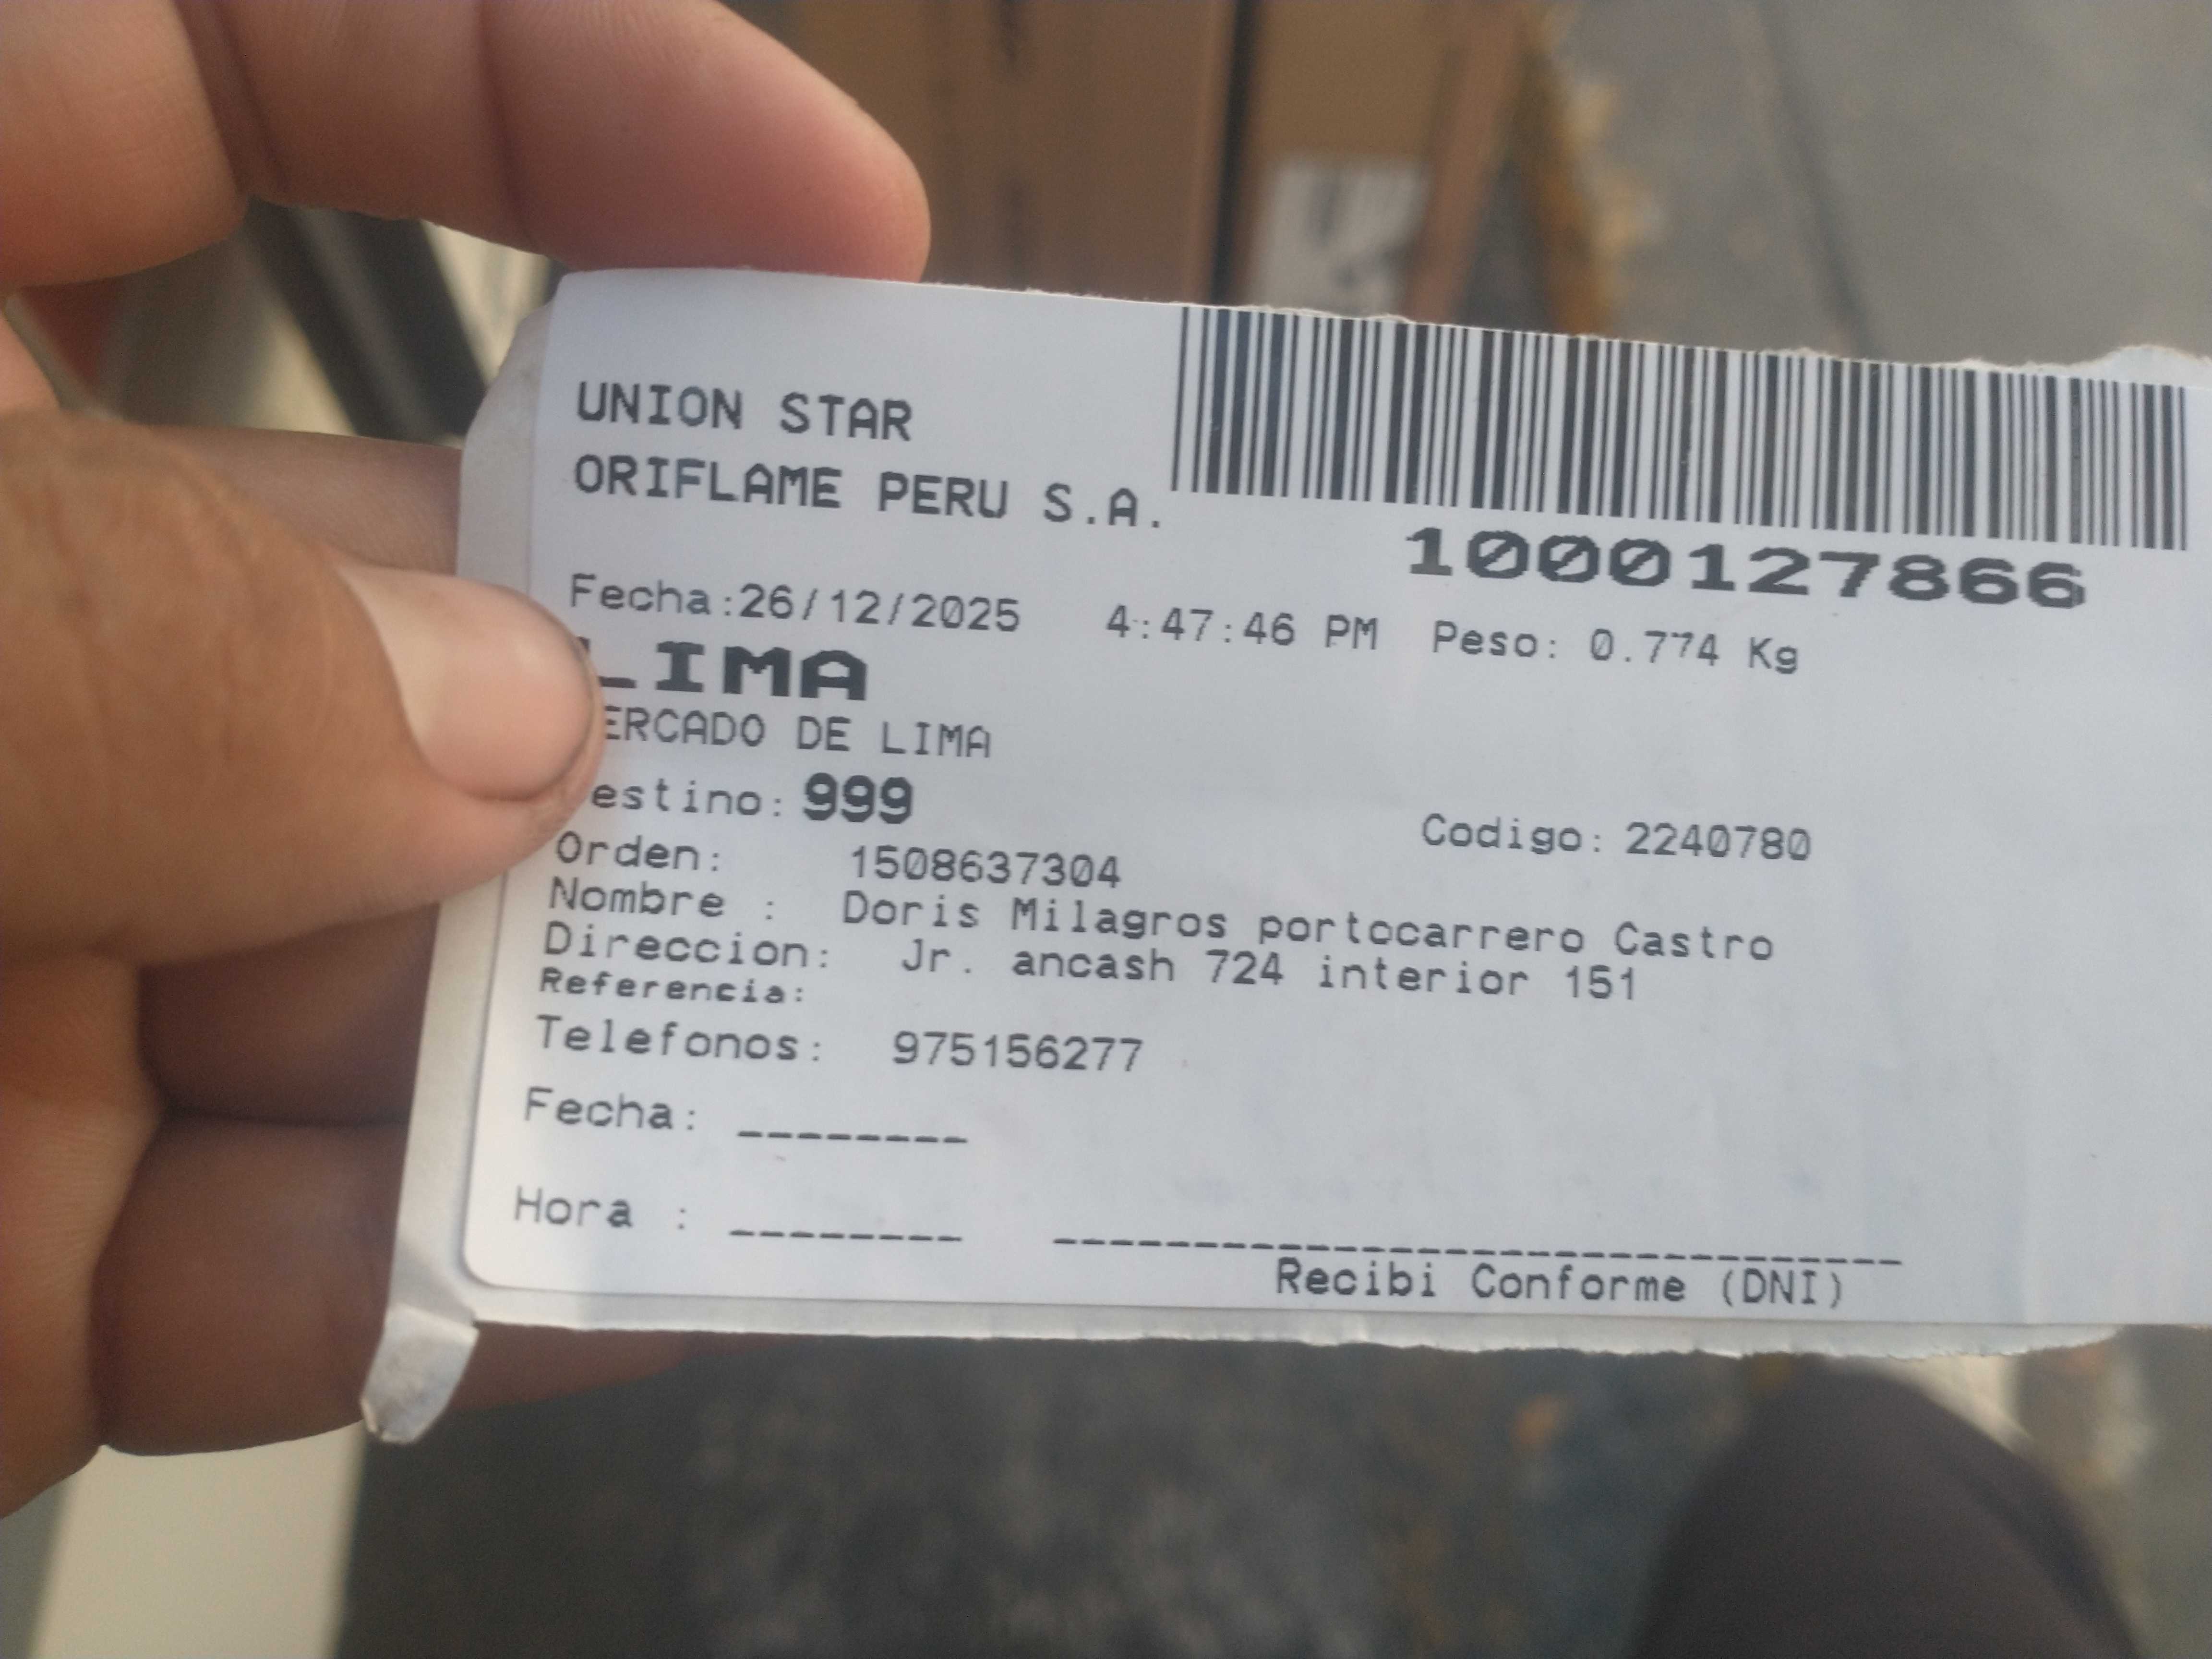 UNION STAR
ORIFLAME PERU S.A.
1000127866
Fecha:26/12/2025 4:47:46 PM Peso: 0.774 Kg
LIMA
ERCADO DE LIMA
estino: 999
Codigo: 2240780
Orden: 1508637304
Nombre : Doris Milagros portocarrero Castro
Direccion: Jr. ancash 724 interior 151
Referencia:
Telefonos: 975156277
Fecha: ________
Hora : ________
Recibi Conforme (DNI)